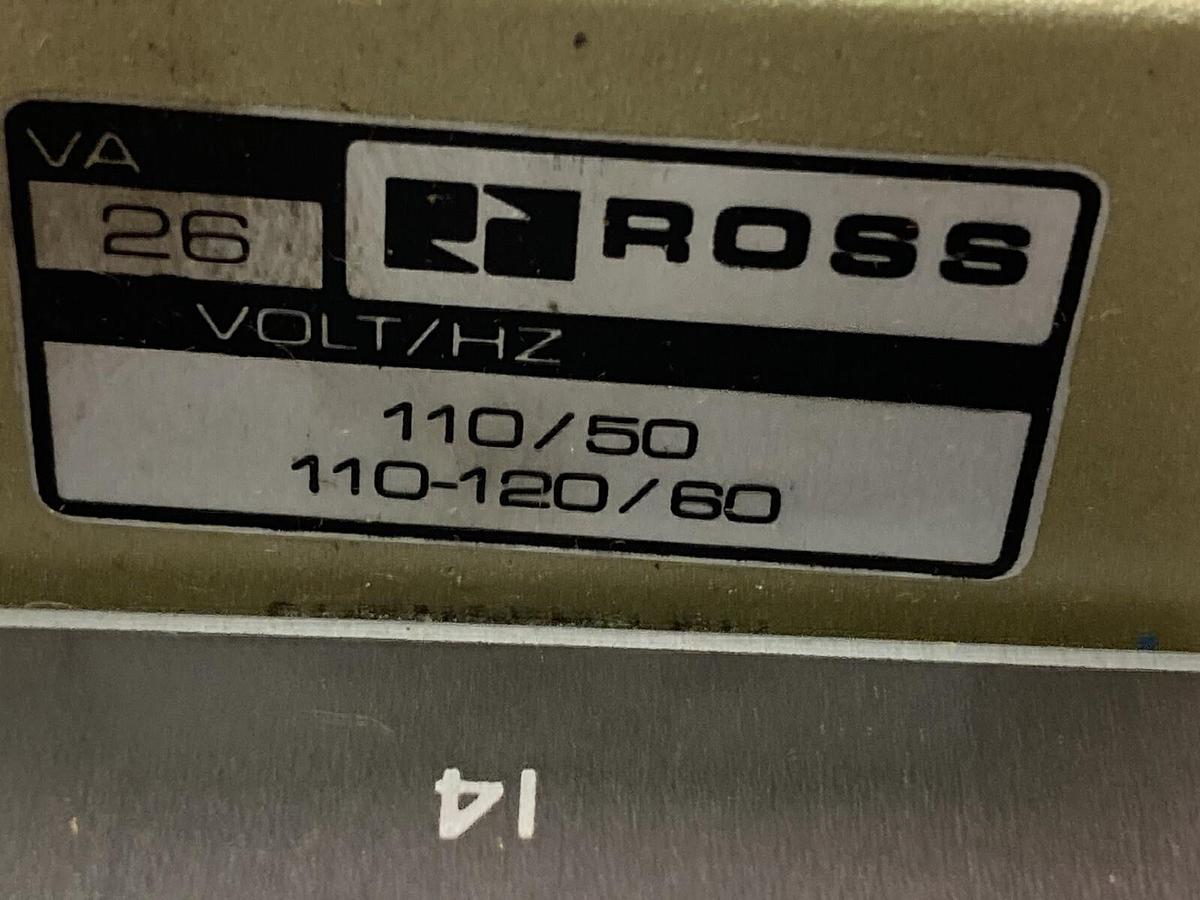 VA
26
ROSS
VOLT/HZ
110/50
110-120/60
14